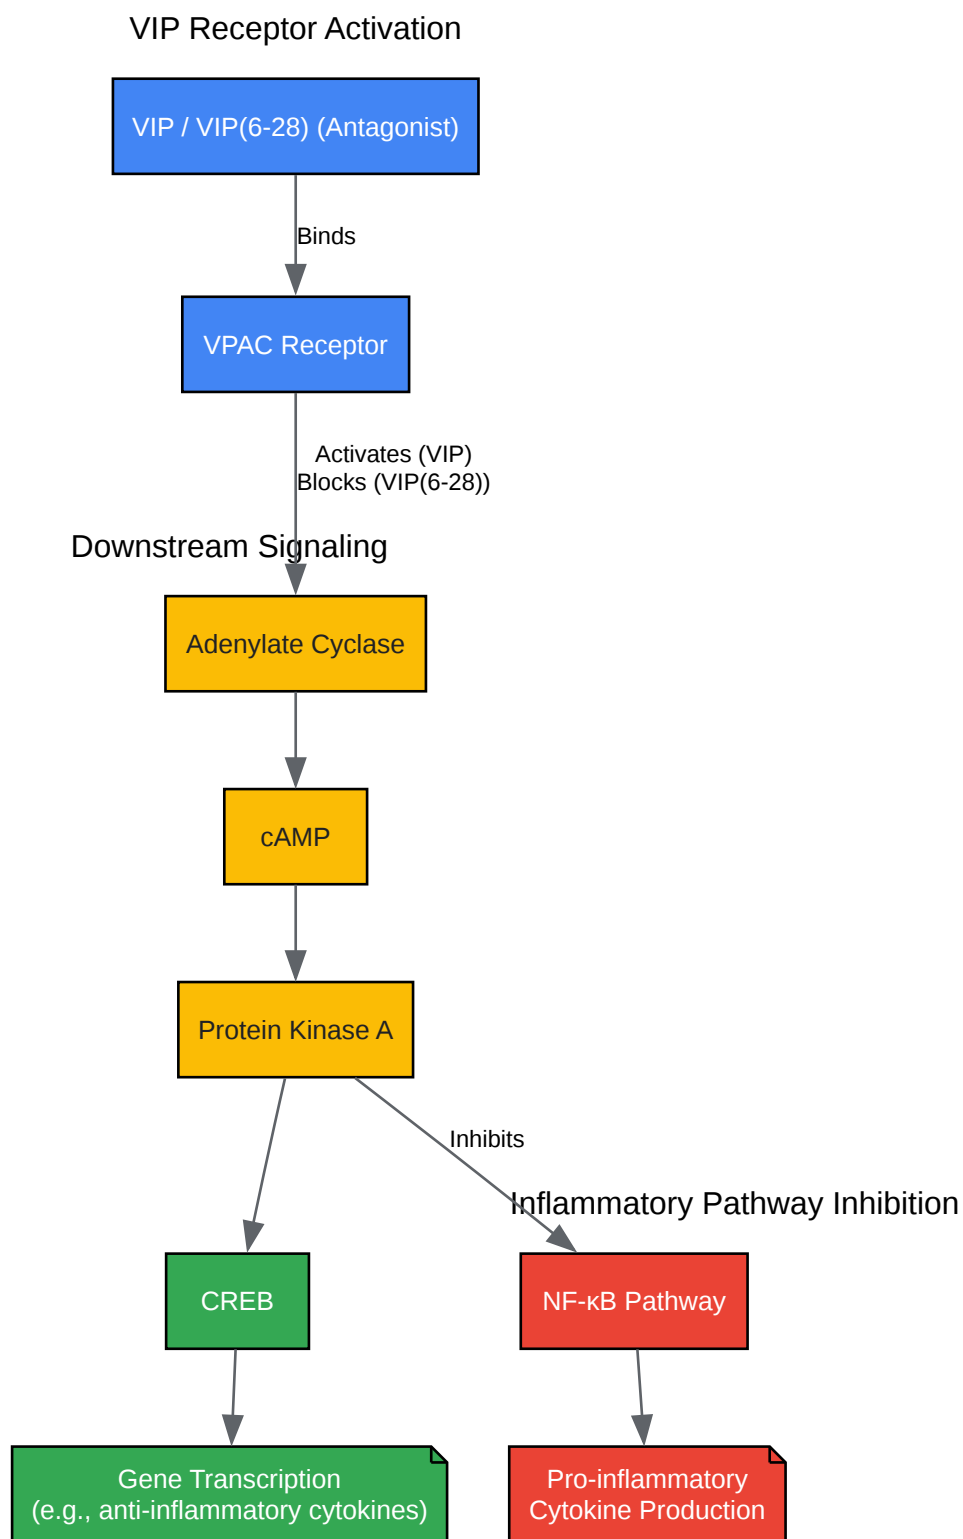 VIP Receptor Activation
VIP / VIP(6-28) (Antagonist)
Binds
VPAC Receptor
Activates (VIP)
Blocks (VIP(6-28))
Downstream Signaling
Adenylate Cyclase
cAMP
Protein Kinase A
Inhibits
Inflammatory Pathway Inhibition
CREB
NF-κB Pathway
Gene Transcription
(e.g., anti-inflammatory cytokines)
Pro-inflammatory
Cytokine Production